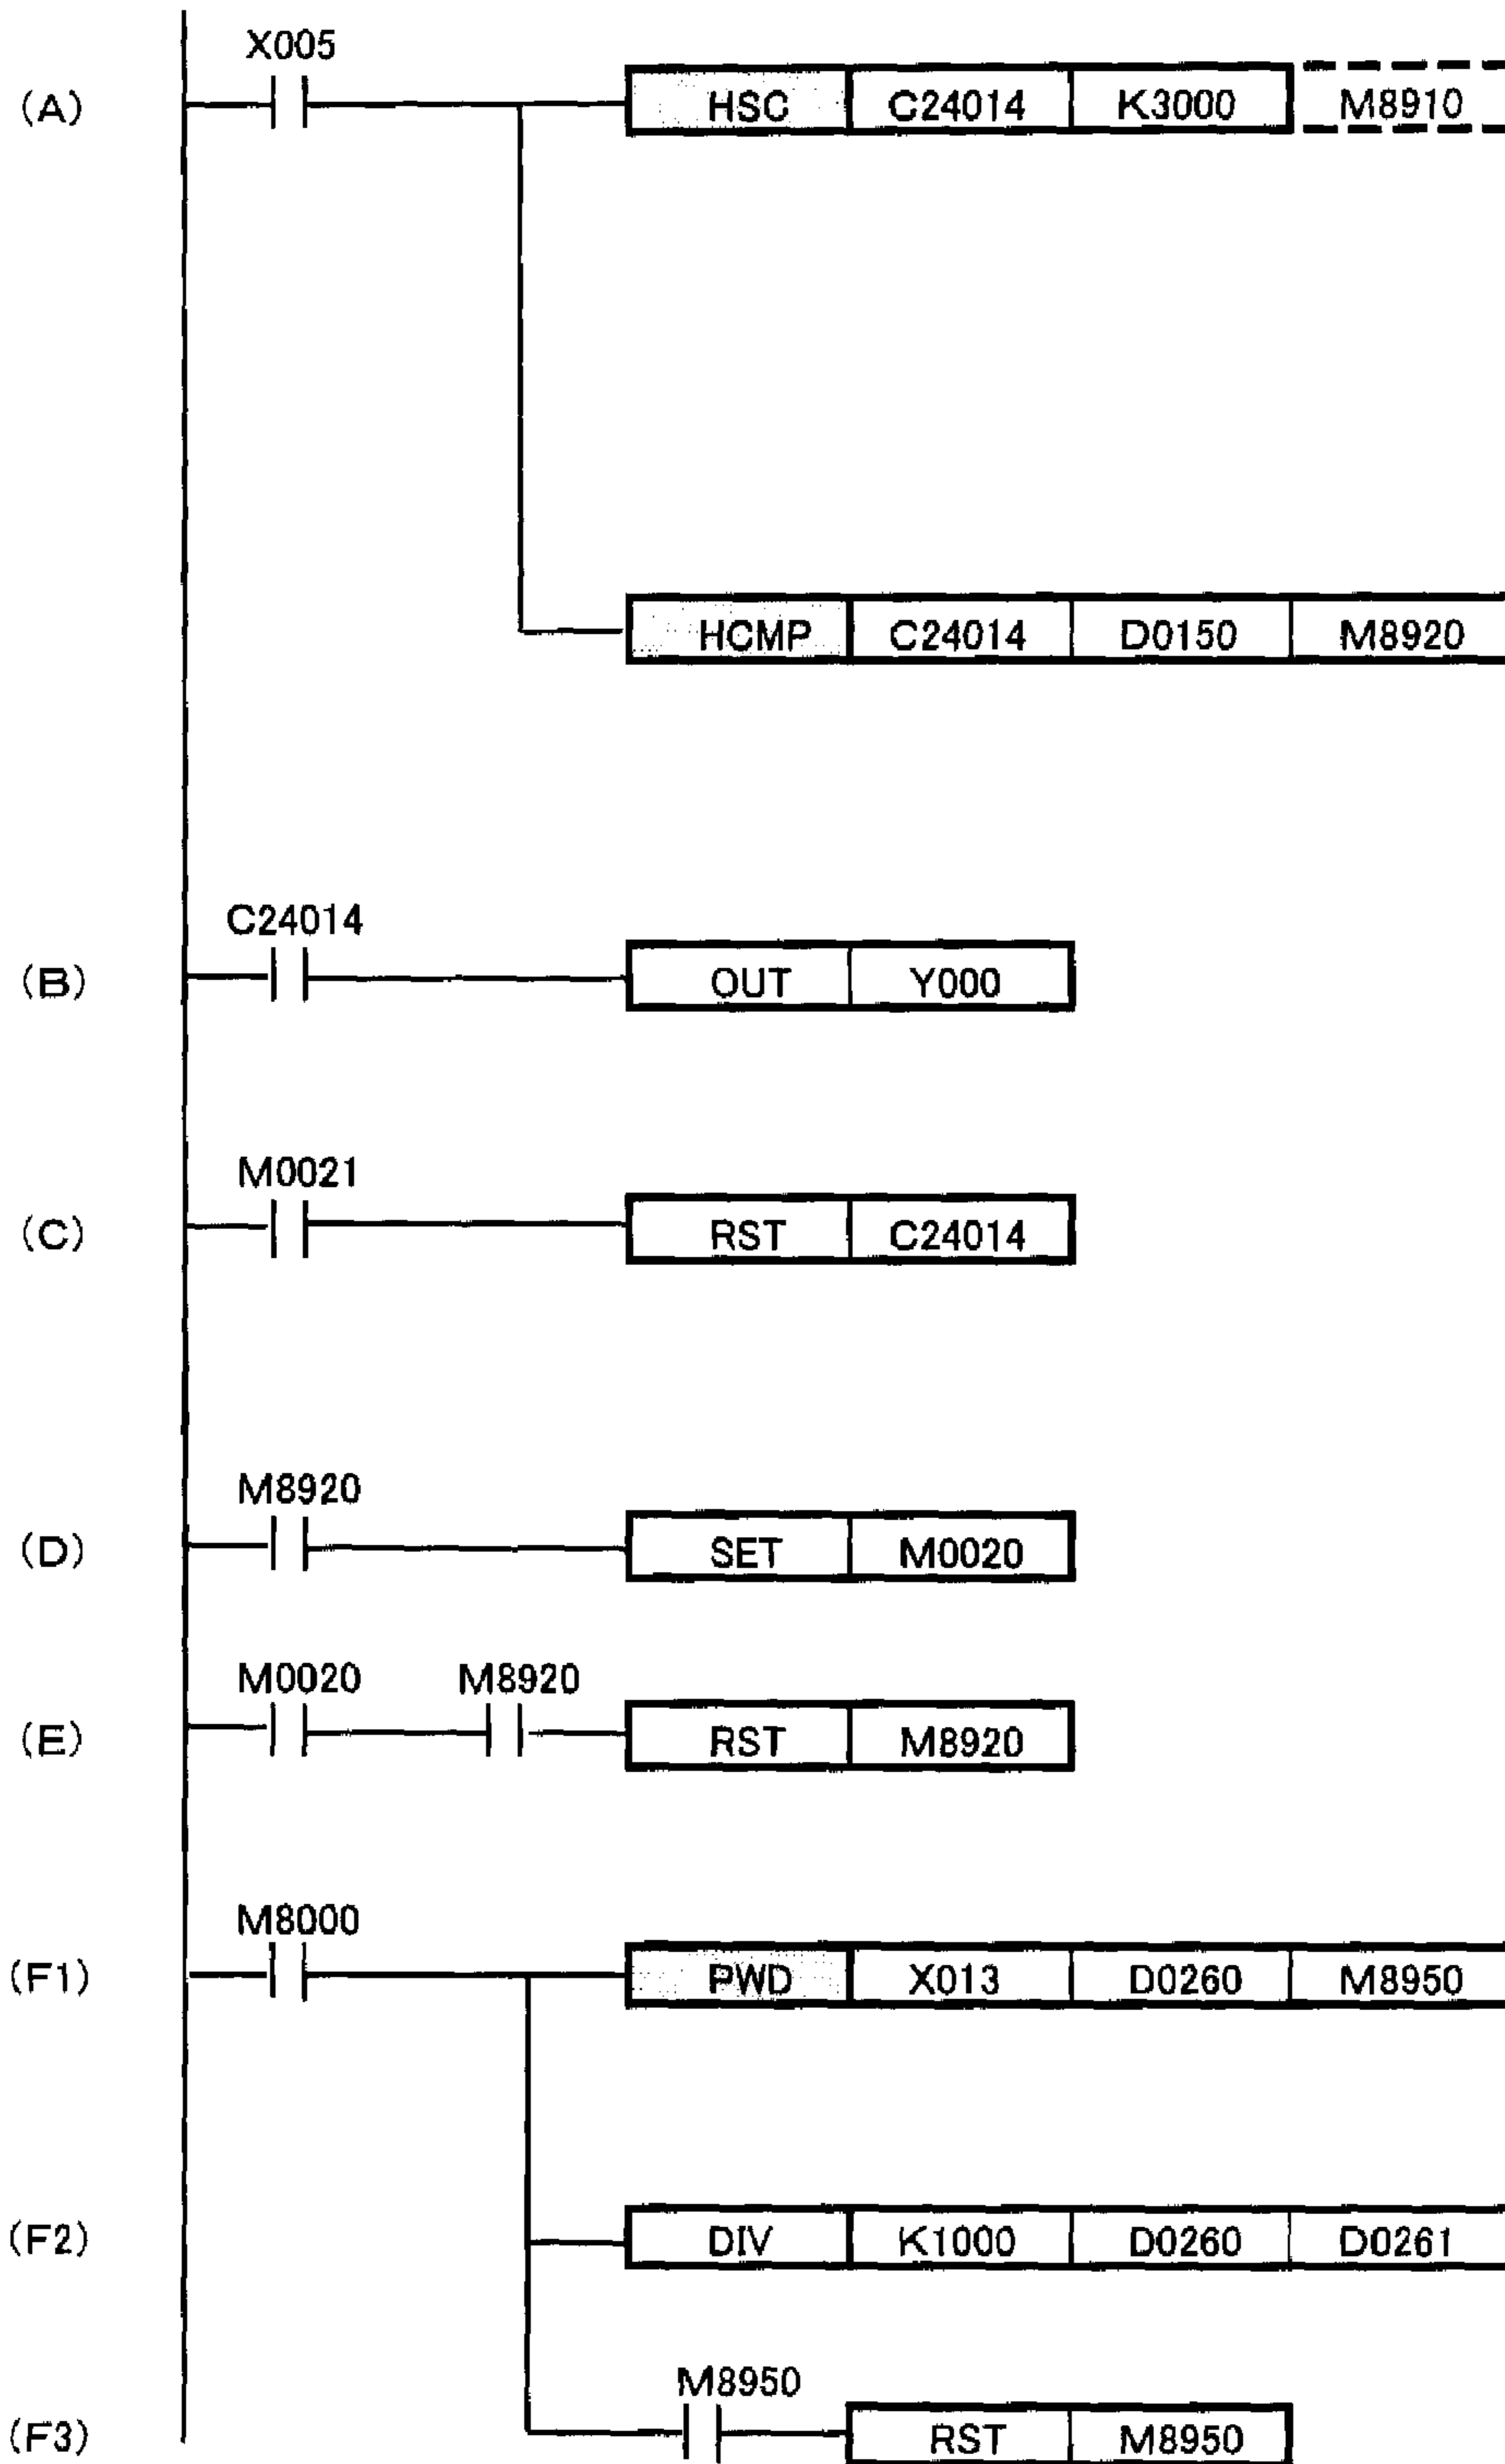 X005
(A) HSC C24014 K3000 M8910
HCMP C24014 D0150 M8920
C24014
(B) OUT Y000
M0021
(C) RST C24014
M8920
(D) SET M0020
M0020 M8920
(E) RST M8920
M8000
(F1) PWD X013 D0260 M8950
(F2) DIV K1000 D0260 D0261
M8950
(F3) RST M8950